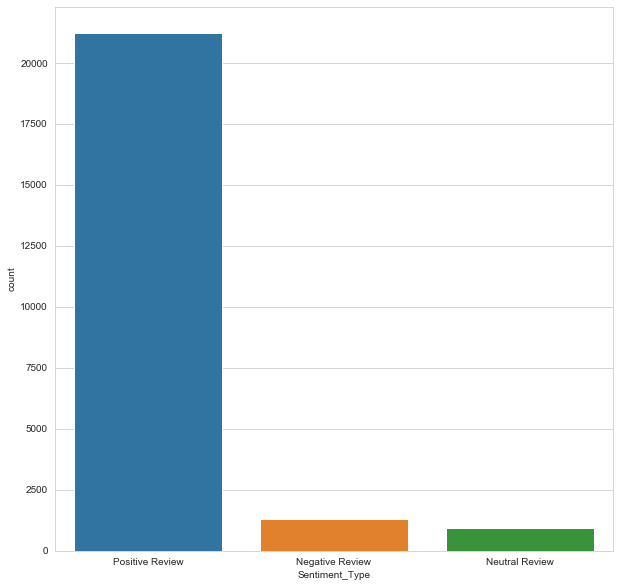 20000
17500
15000
12500
10000
7500
5000
2500
0
count
Positive Review
Negative Review
Neutral Review
Sentiment_Type